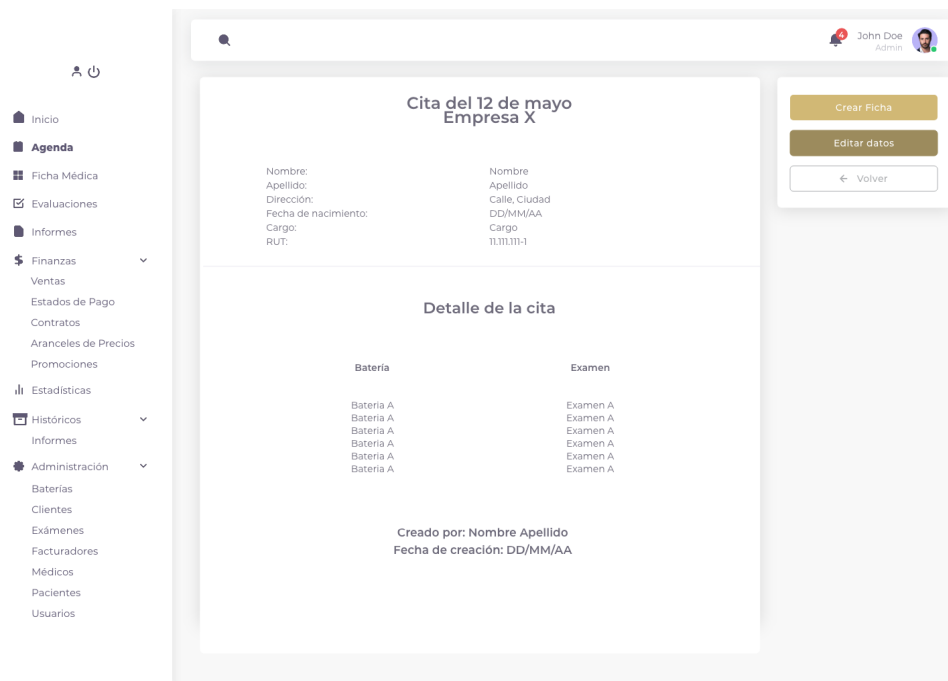 4
John Doe
Admin
Inicio
Agenda
Ficha Médica
Evaluaciones
Informes
Finanzas
Ventas
Estados de Pago
Contratos
Aranceles de Precios
Promociones
Estadísticas
Históricos
Informes
Administración
Baterías
Clientes
Exámenes
Facturadores
Médicos
Pacientes
Usuarios
Cita del 12 de mayo
Empresa X
Nombre: Nombre
Apellido: Apellido
Dirección: Calle, Ciudad
Fecha de nacimiento: DD/MM/AA
Cargo: Cargo
RUT: 11.111.111-1
Detalle de la cita
Batería Examen
Bateria A Examen A
Bateria A Examen A
Bateria A Examen A
Bateria A Examen A
Bateria A Examen A
Bateria A Examen A
Creado por: Nombre Apellido
Fecha de creación: DD/MM/AA
Crear Ficha
Editar datos
Volver